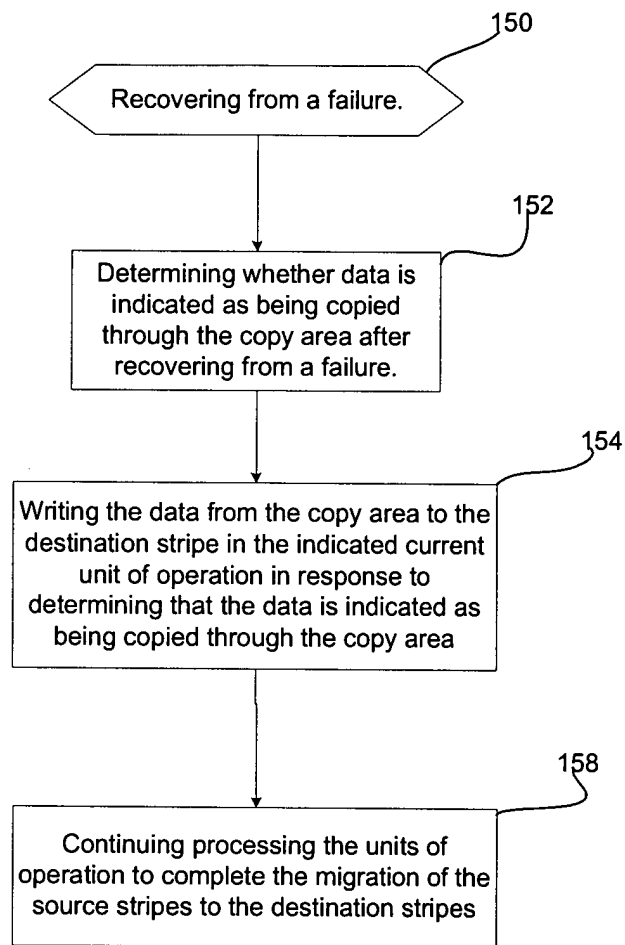 150
Recovering from a failure.
152
Determining whether data is
indicated as being copied
through the copy area after
recovering from a failure.
154
Writing the data from the copy area to the
destination stripe in the indicated current
unit of operation in response to
determining that the data is indicated as
being copied through the copy area
158
Continuing processing the units of
operation to complete the migration of the
source stripes to the destination stripes